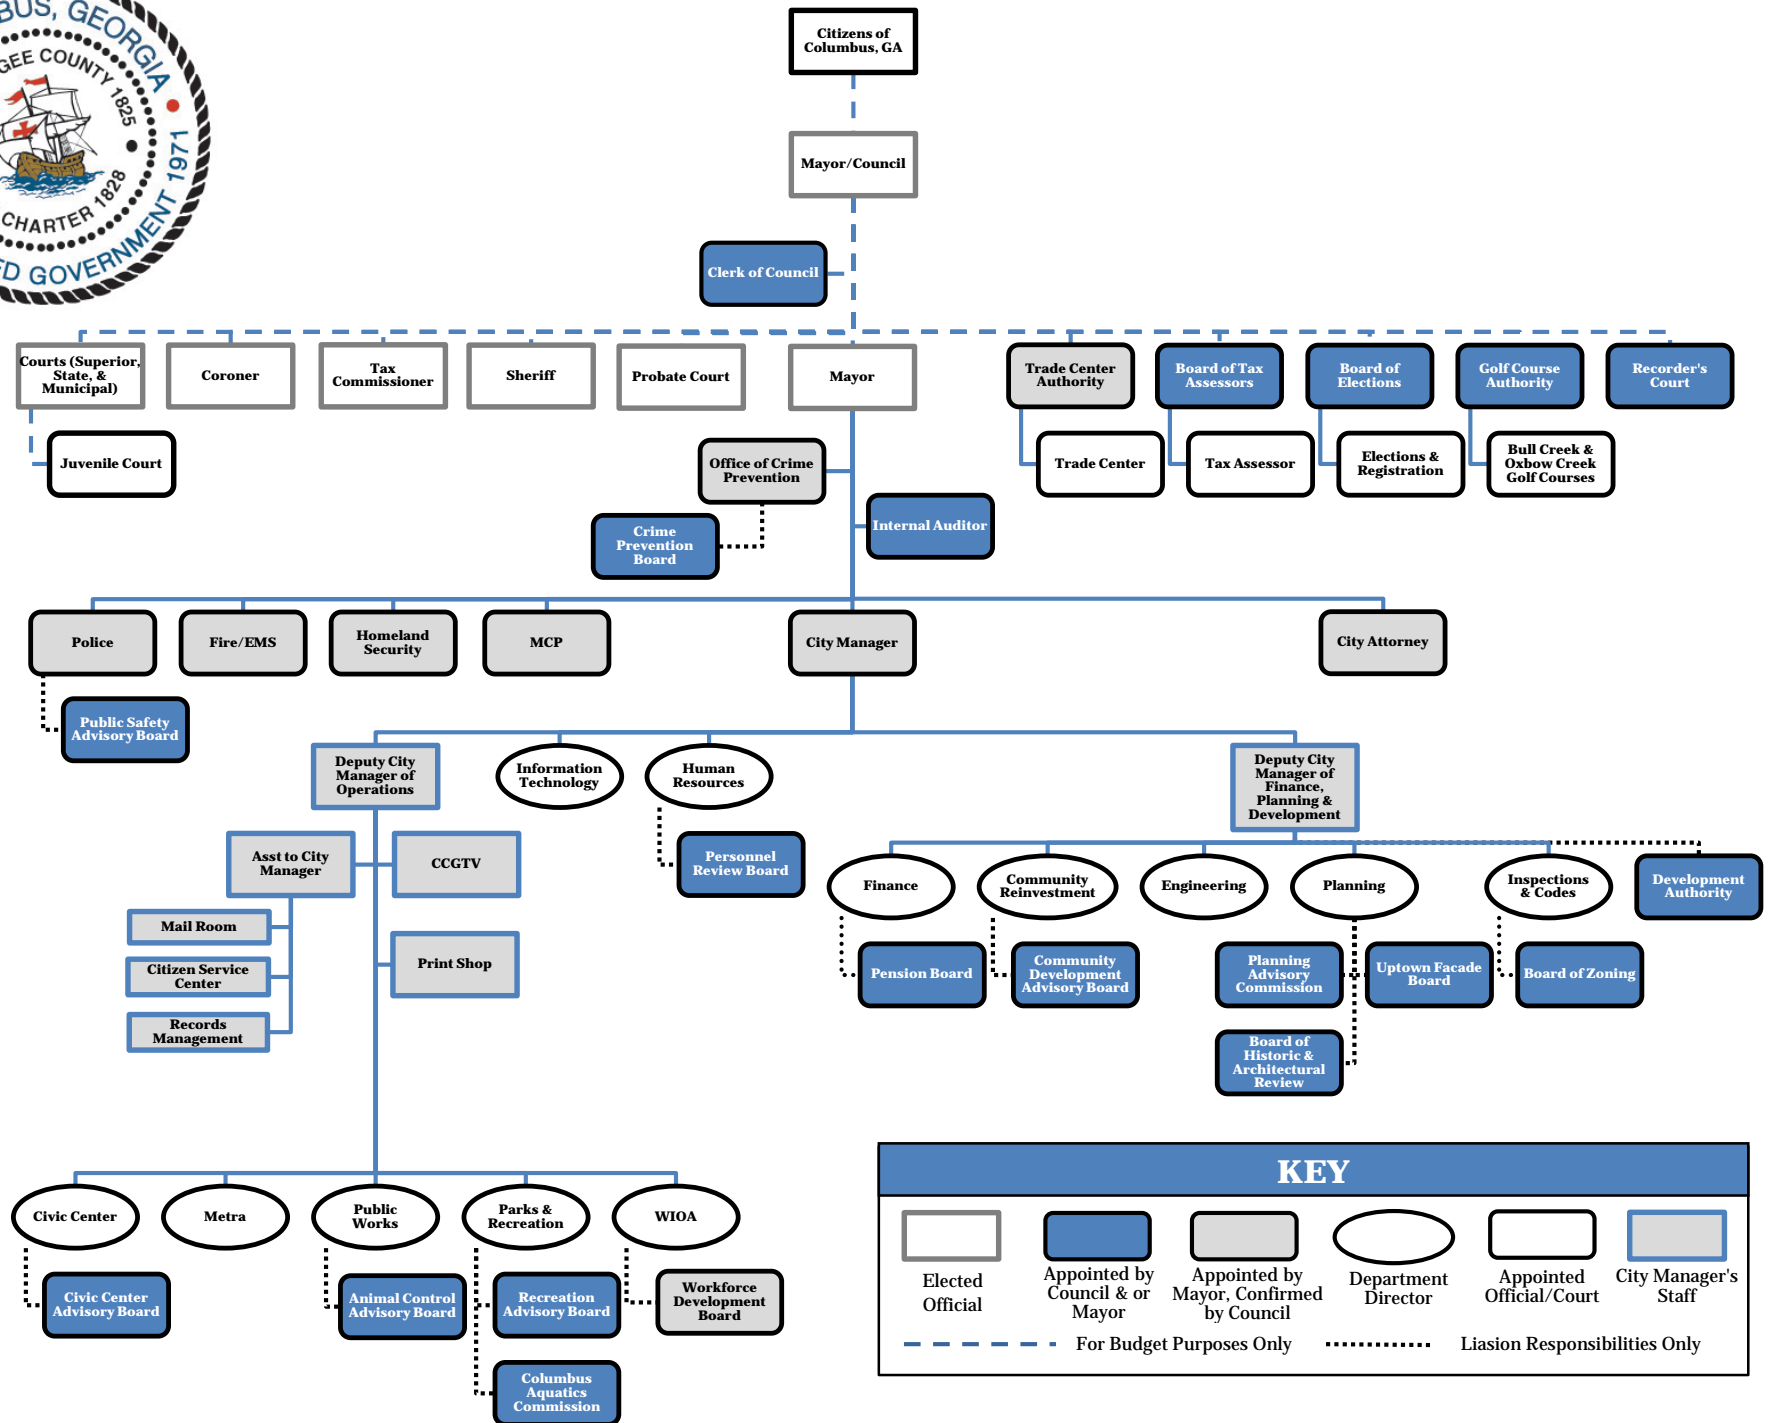 BUS, GEORGIA
GEE COUNTY 1825
CHARTER 1828
ED GOVERNMENT 1971
Citizens of
Columbus, GA
Mayor/Council
Clerk of Council
Courts (Superior,
State, &
Municipal)
Coroner
Tax
Commissioner
Sheriff
Probate Court
Mayor
Trade Center
Authority
Board of Tax
Assessors
Board of
Elections
Golf Course
Authority
Recorder's
Court
Juvenile Court
Office of Crime
Prevention
Trade Center
Tax Assessor
Elections &
Registration
Bull Creek &
Oxbow Creek
Golf Courses
Crime
Prevention
Board
Internal Auditor
Police
Fire/EMS
Homeland
Security
MCP
City Manager
City Attorney
Public Safety
Advisory Board
Deputy City
Manager of
Operations
Information
Technology
Human
Resources
Deputy City
Manager of
Finance,
Planning &
Development
Asst to City
Manager
CCGTV
Personnel
Review Board
Finance
Community
Reinvestment
Engineering
Planning
Inspections
& Codes
Development
Authority
Mail Room
Citizen Service
Center
Records
Management
Print Shop
Pension Board
Community
Development
Advisory Board
Planning
Advisory
Commission
Uptown Facade
Board
Board of Zoning
Board of
Historic &
Architectural
Review
Civic Center
Metra
Public
Works
Parks &
Recreation
WIOA
Civic Center
Advisory Board
Animal Control
Advisory Board
Recreation
Advisory Board
Workforce
Development
Board
Columbus
Aquatics
Commission
KEY
Elected
Official
Appointed by
Council & or
Mayor
Appointed by
Mayor, Confirmed
by Council
Department
Director
Appointed
Official/Court
City Manager's
Staff
For Budget Purposes Only
Liasion Responsibilities Only